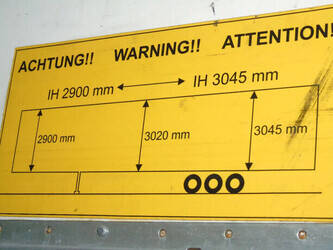 ACHTUNG!! WARNING!! ATTENTION!
IH 2900 mm IH 3045 mm
2900 mm 3020 mm 3045 mm